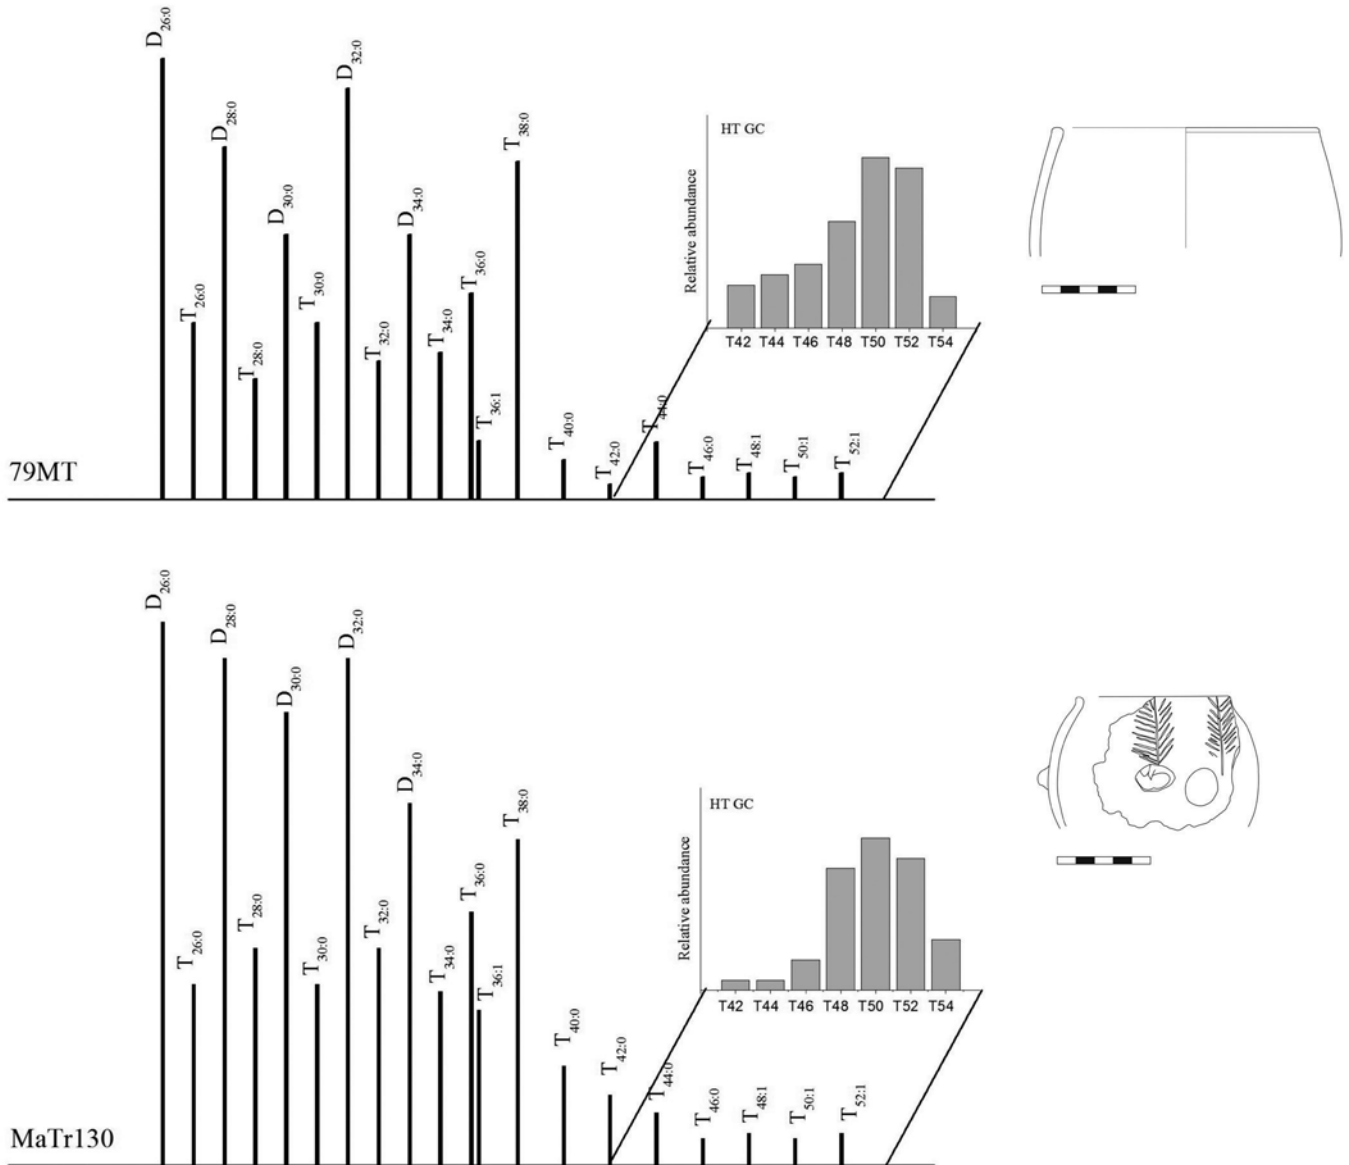 D26:0
D32:0
D28:0
T38:0
HT GC
D30:0
D34:0
T26:0
T30:0
T36:0
T34:0
T32:0
T28:0
Relative abundance
T42 T44 T46 T48 T50 T52 T54
T36:1
T40:0
T42:0
T44:0
T46:0
T48:1
T50:1
T52:1
79MT
D26:0
D28:0
D32:0
D30:0
D34:0
T38:0
HT GC
T36:0
T26:0
T28:0
T30:0
T32:0
T34:0
T36:1
Relative abundance
T42 T44 T46 T48 T50 T52 T54
T40:0
T42:0
T44:0
T46:0
T48:1
T50:1
T52:1
MaTr130